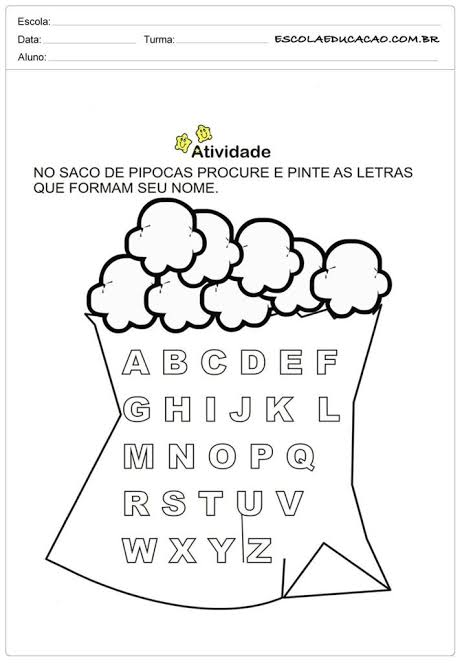 Escola:
Data: Turma: ESCOLAEDUCACAO.COM.BR
Aluno:
Atividade
NO SACO DE PIPOCAS PROCURE E PINTE AS LETRAS
QUE FORMAM SEU NOME.
A B C D E F
G H I J K L
M N O P Q
R S T U V
W X Y Z